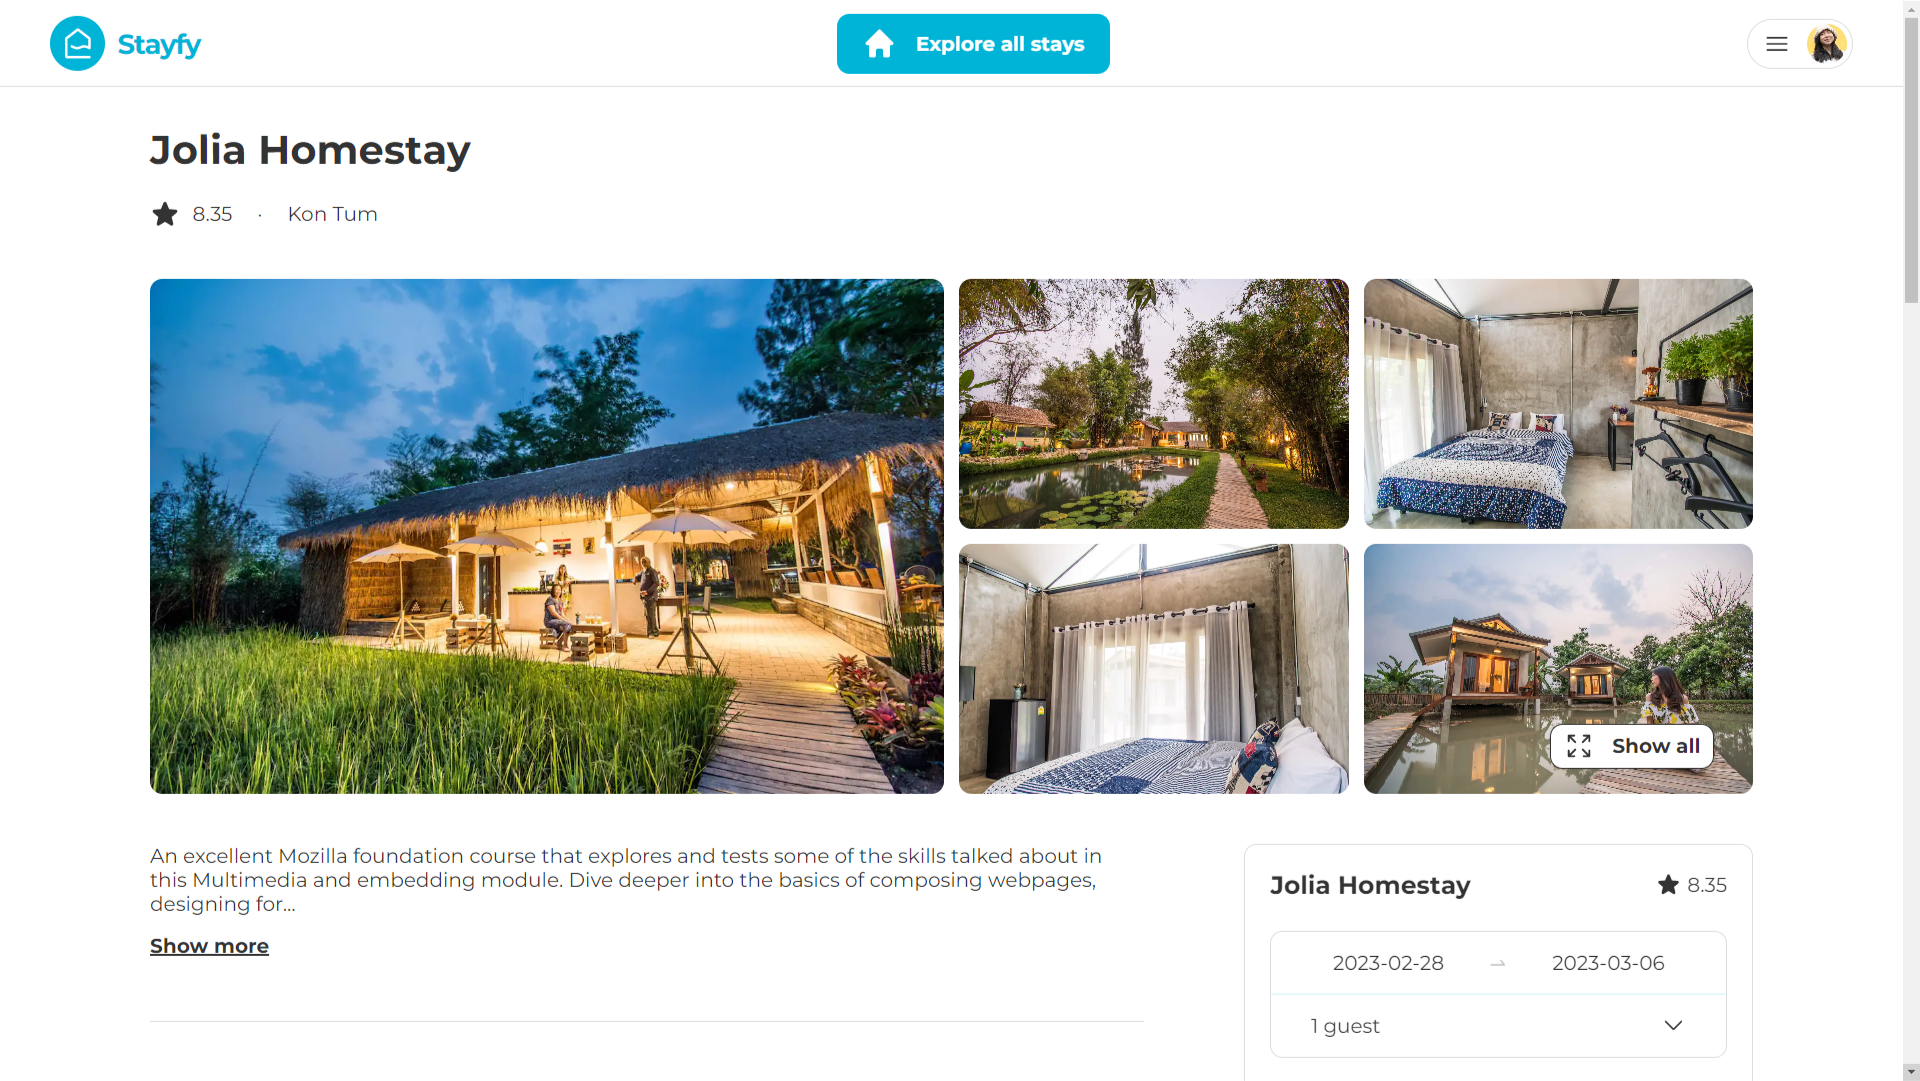 Stayfy
Explore all stays
Jolia Homestay
8.35 · Kon Tum
Show all
An excellent Mozilla foundation course that explores and tests some of the skills talked about in
this Multimedia and embedding module. Dive deeper into the basics of composing webpages,
designing for...
Show more
Jolia Homestay
8.35
2023-02-28
2023-03-06
1 guest